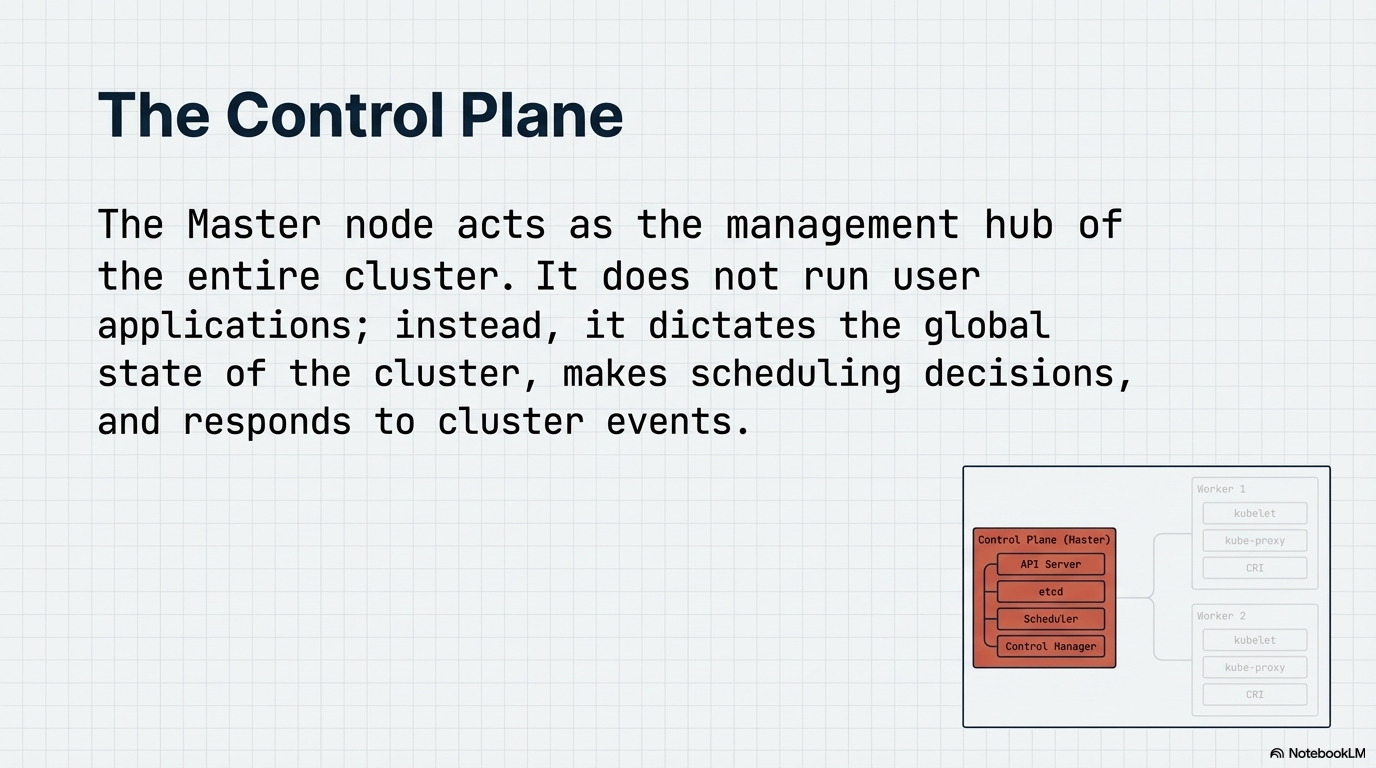 The Control Plane
The Master node acts as the management hub of
the entire cluster. It does not run user
applications; instead, it dictates the global
state of the cluster, makes scheduling decisions,
and responds to cluster events.
Control Plane (Master)
API Server
etcd
Scheduler
Control Manager
Worker 1
kubelet
kube-proxy
CRI
Worker 2
kubelet
kube-proxy
CRI
NotebookLM